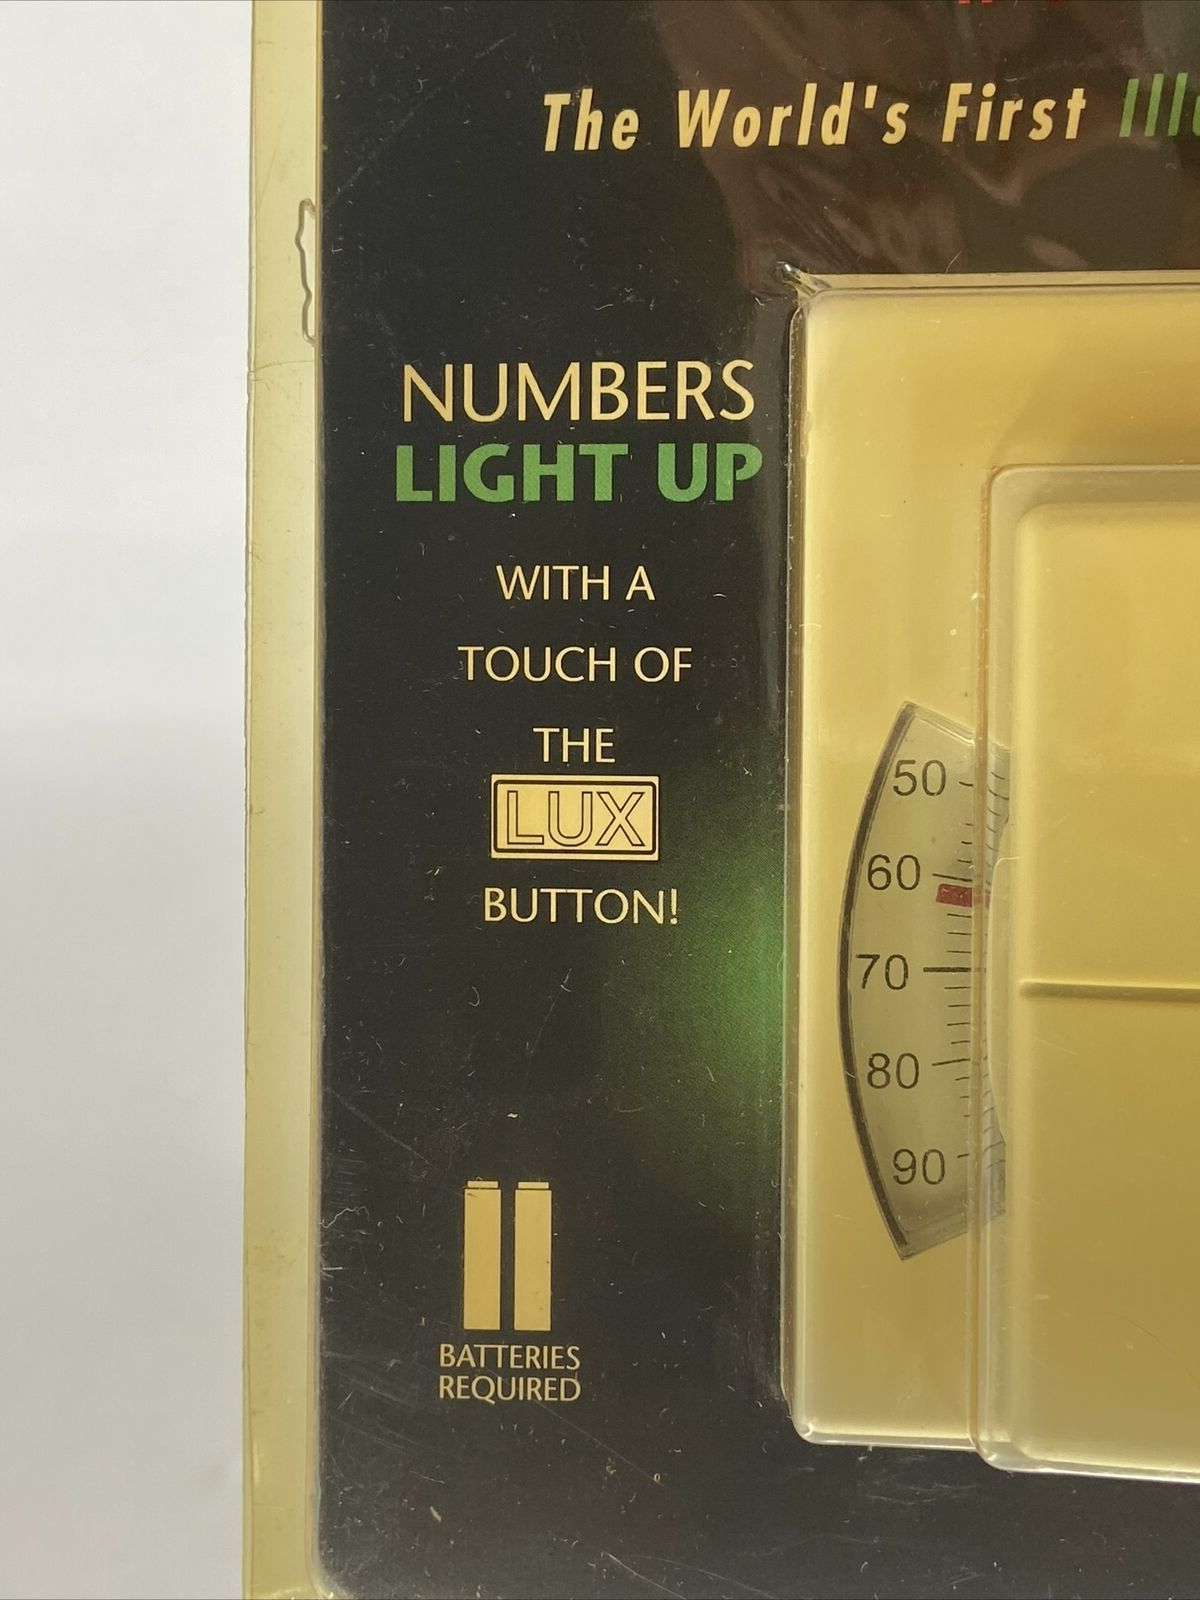 The World's First
NUMBERS
LIGHT UP
WITH A
TOUCH OF
THE
LUX
BUTTON!
50
60
70
80
90
BATTERIES
REQUIRED